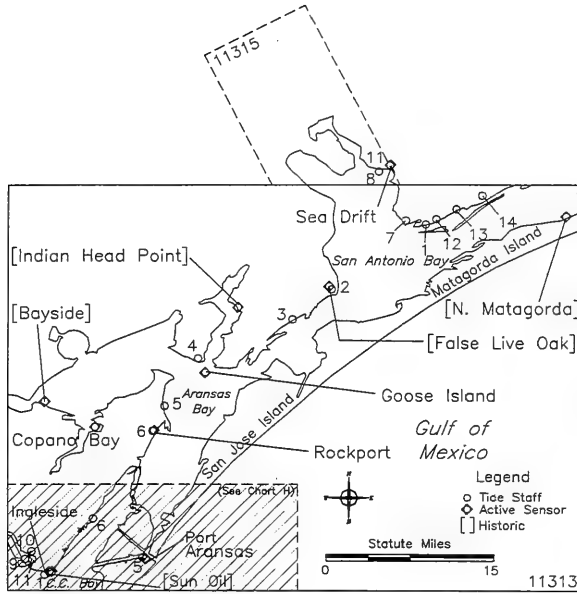 11315
11
8
Sea Drift
7
1
12
13
14
San Antonio Bay
Matagorda Island
[Indian Head Point]
2
[N. Matagorda]
[Bayside]
3
[False Live Oak]
4
Goose Island
Aransas
Bay
5
San Jose Island
Copano Bay
6
Rockport
Gulf of
Mexico
Legend
Tide Staff
Active Sensor
[ ] Historic
(See Chart H)
Ingleside
6
Port
Aransas
Statute Miles
0
15
10
9
11
C.C. Bay
5
[Sun Oil]
11313